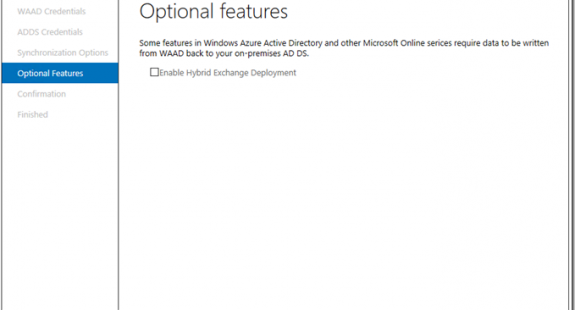 WAAD Credentials
Optional features
ADDS Credentials
Some features in Windows Azure Active Directory and other Microsoft Online serices require data to be written
from WAAD back to your on-premises AD DS.
Synchronization Options
Optional Features
Enable Hybrid Exchange Deployment
Confirmation
Finished